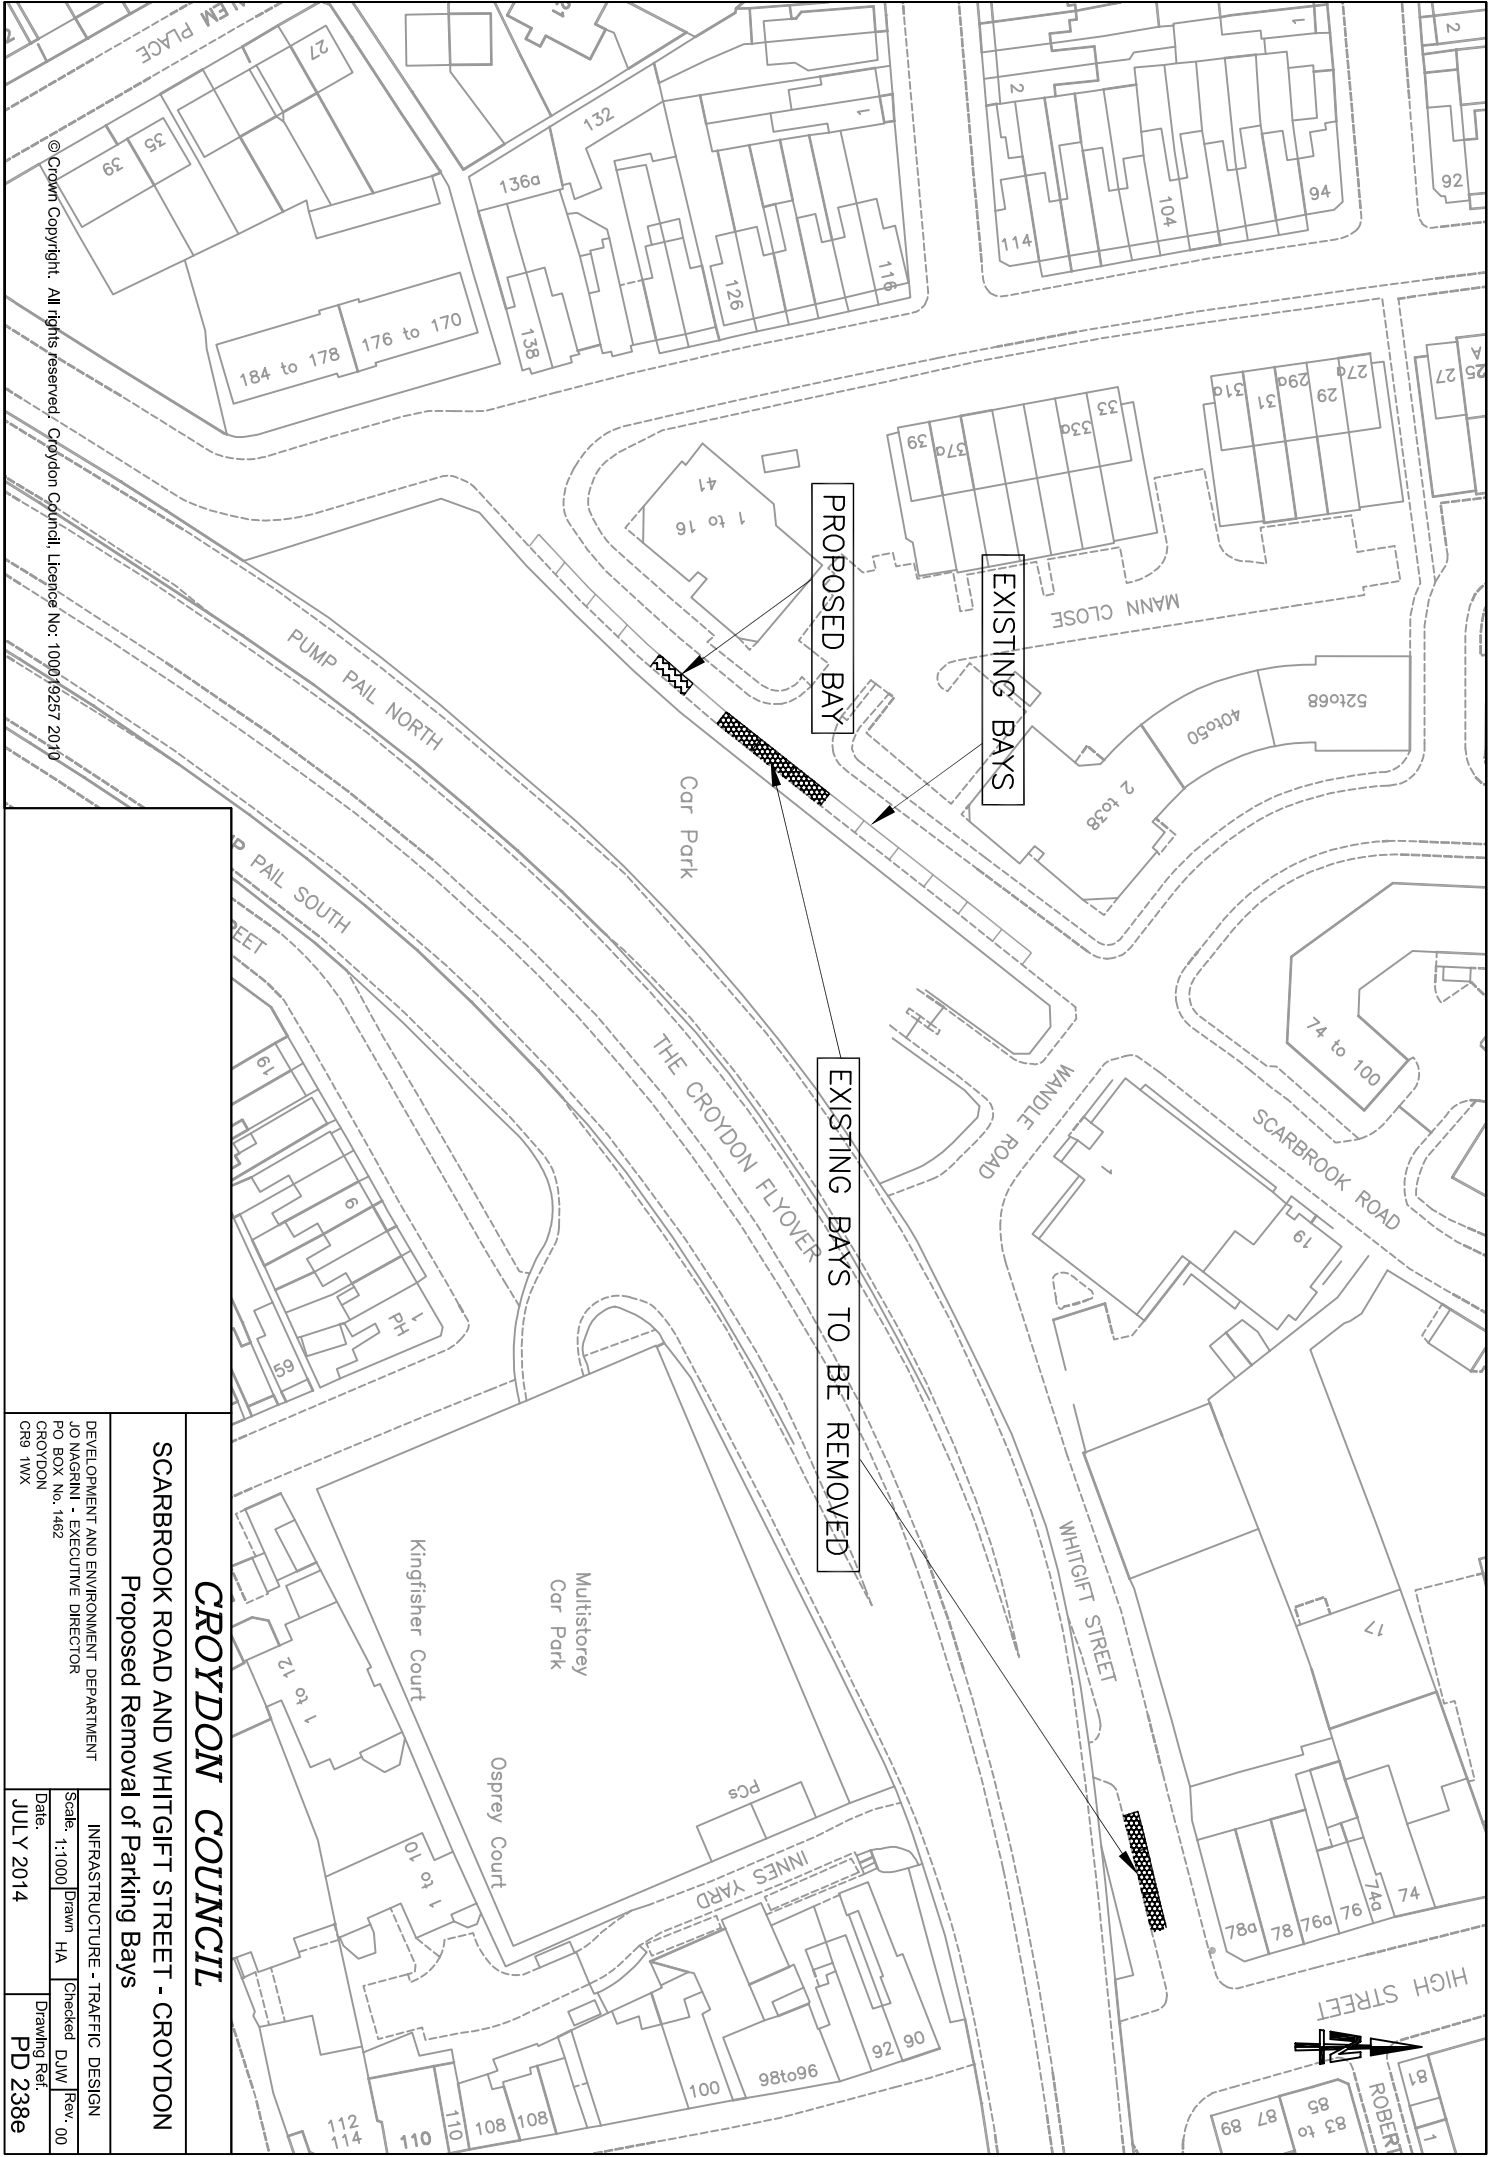 PROPOSED BAY
EXISTING BAYS
EXISTING BAYS TO BE REMOVED
PLACE
27
35
39
132
136a
138
126
116
1
2
114
104
94
92
2
1
184 to 178
176 to 170
41
1 to 16
39
37a
33a
33
31a
31
29a
29
27a
27
25
A
MANN CLOSE
52to68
40to50
2 to38
74 to 100
SCARBROOK ROAD
WANDLE ROAD
1
19
PUMP PAIL NORTH
PAIL SOUTH
Car Park
THE CROYDON FLYOVER
WHITGIFT STREET
19
9
1
PH
59
Multistorey
Car Park
Kingfisher Court
Osprey Court
1 to 12
1 to 10
PCs
INNES YARD
17
78a
78
76a
76
74a
74
HIGH STREET
N
81
1
83 to
85
87
89
90
92
98to96
100
108
108
110
110
112
114
© Crown Copyright. All rights reserved. Croydon Council, Licence No: 100019257 2010
CROYDON COUNCIL
SCARBROOK ROAD AND WHITGIFT STREET - CROYDON
Proposed Removal of Parking Bays
DEVELOPMENT AND ENVIRONMENT DEPARTMENT
JO NAGRINI - EXECUTIVE DIRECTOR
PO BOX No. 1462
CROYDON
CR9 1WX
INFRASTRUCTURE - TRAFFIC DESIGN
Scale. 1:1000 Drawn HA Checked DJW Rev. 00
Date. JULY 2014
Drawing Ref. PD 238e